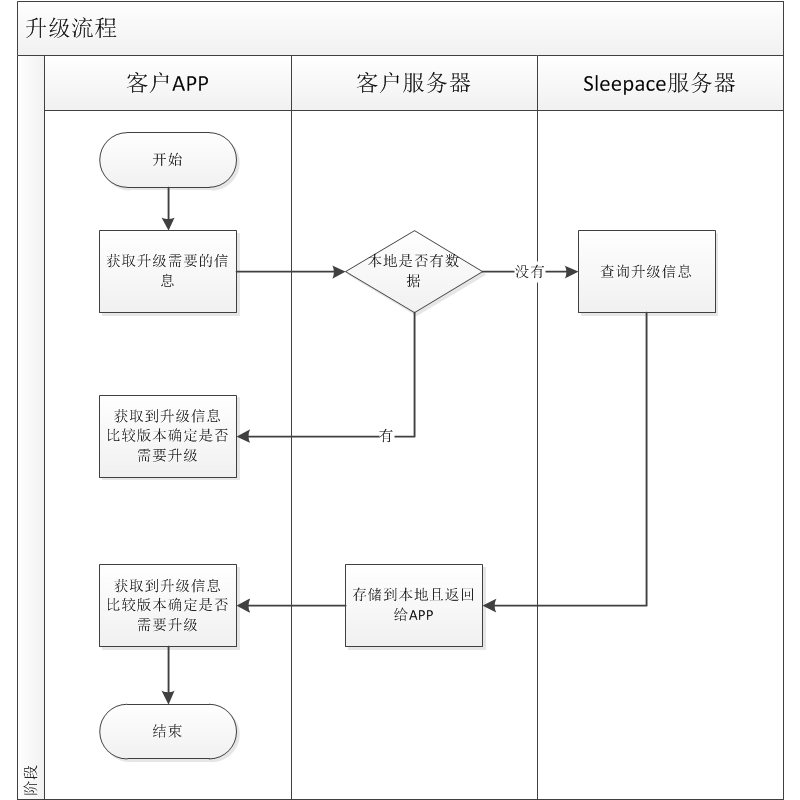 升级流程
客户APP
客户服务器
Sleepace服务器
开始
获取升级需要的信
息
本地是否有数
据
没有
查询升级信息
获取到升级信息
比较版本确定是否
需要升级
有
获取到升级信息
比较版本确定是否
需要升级
存储到本地且返回
给APP
结束
阶段